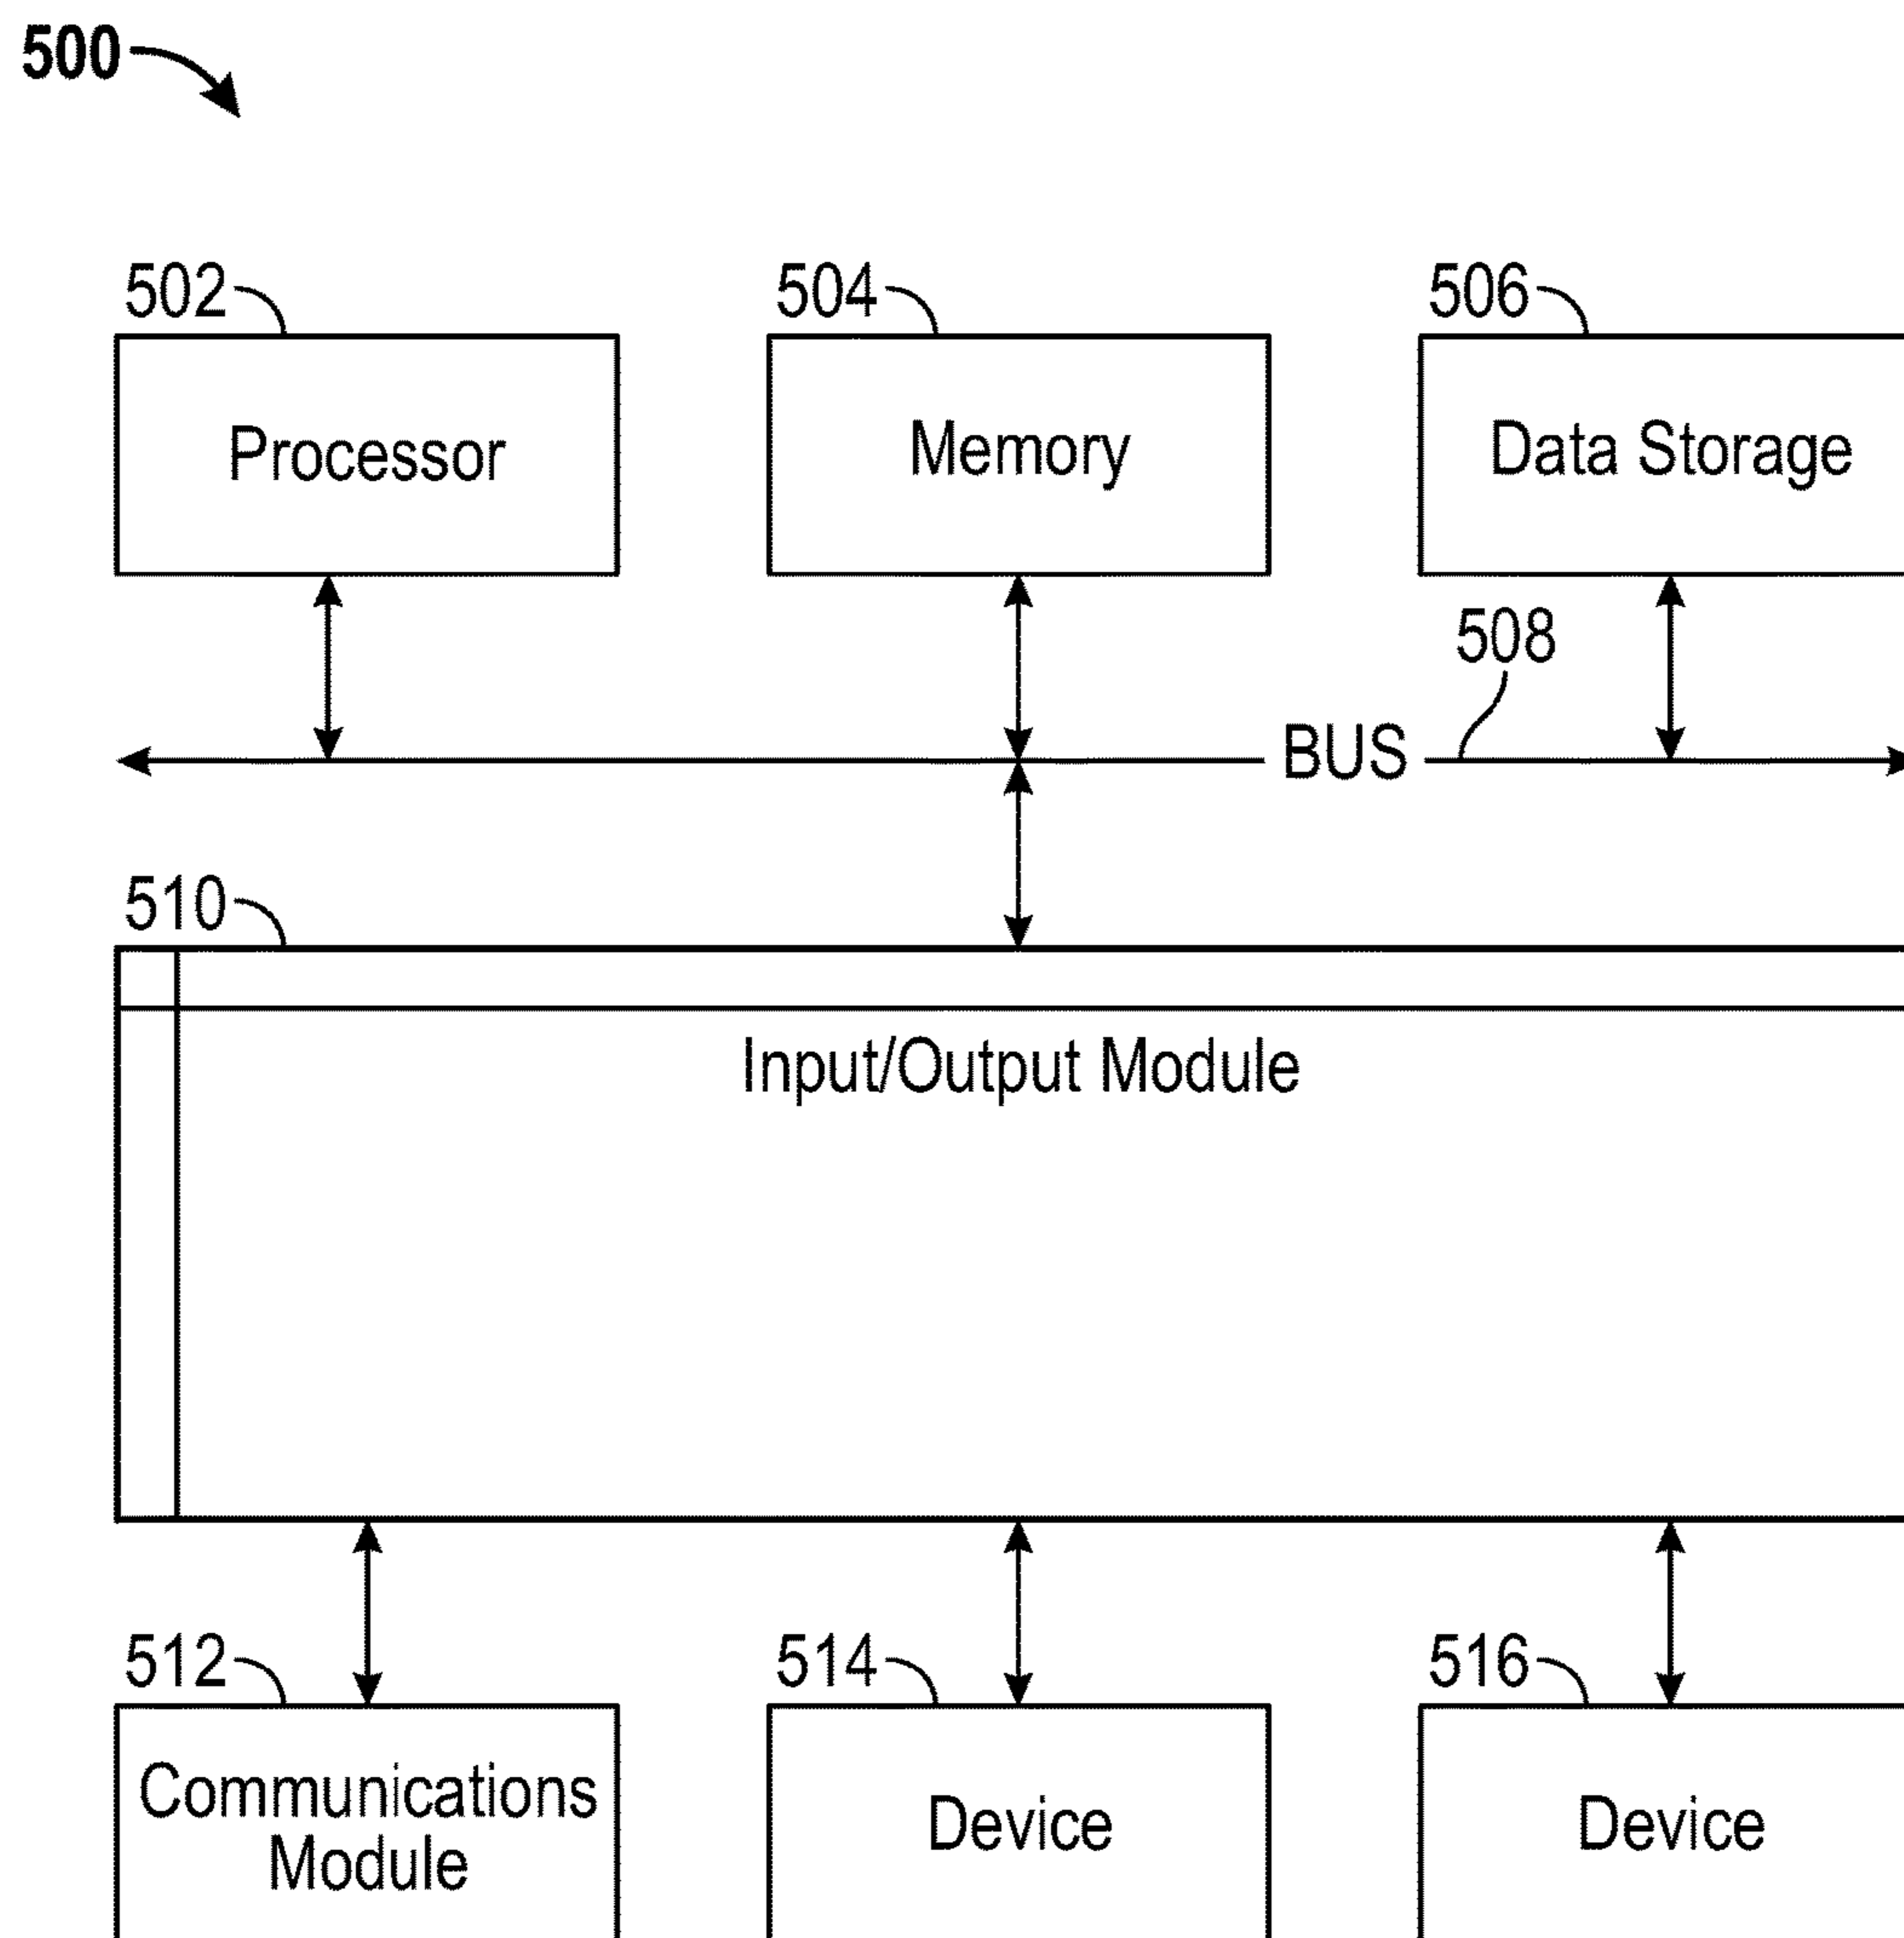 500
502
504
506
Processor
Memory
Data Storage
508
BUS
510
Input/Output Module
512
514
516
Communications
Module
Device
Device